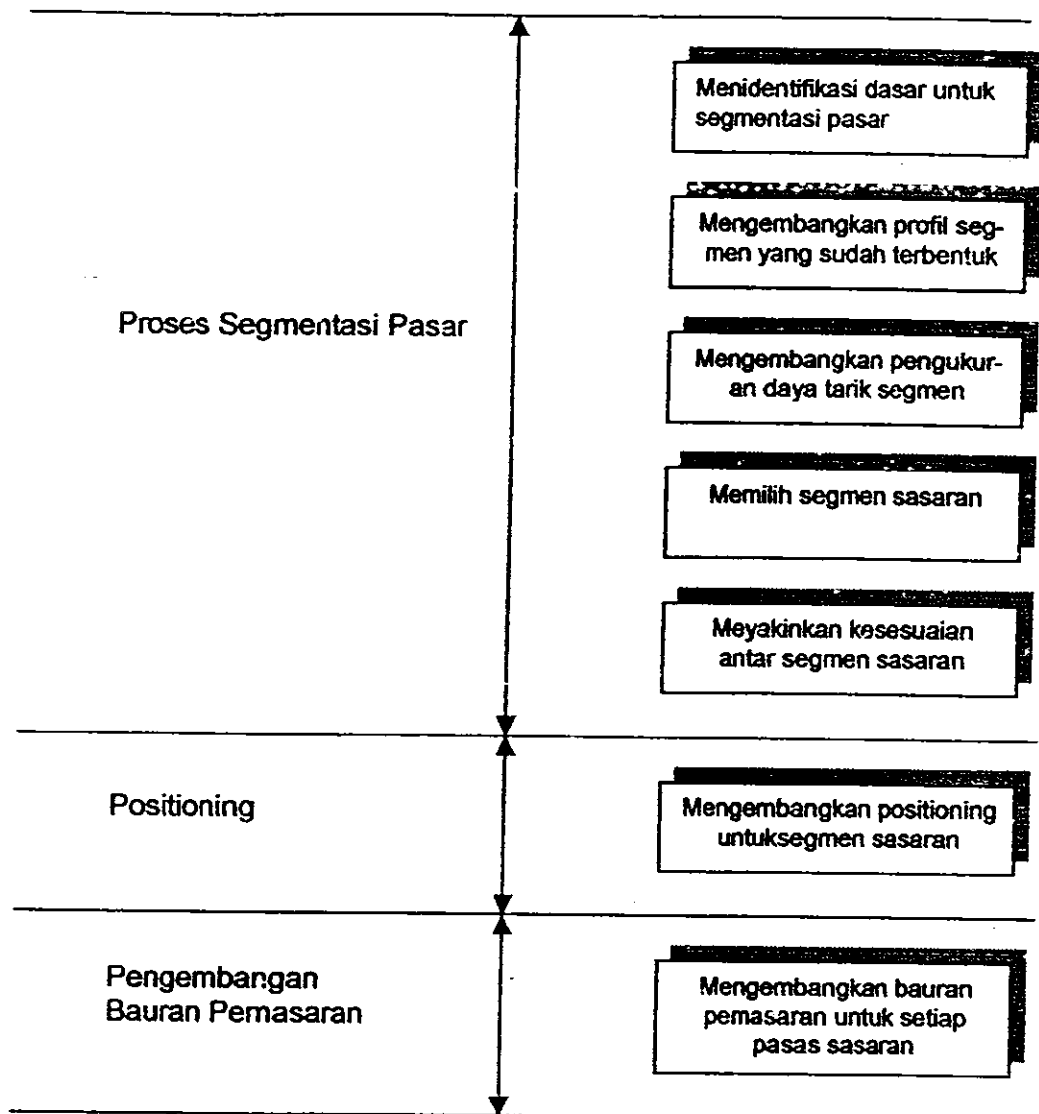 Menidentifikasi dasar untuk
segmentasi pasar
Mengembangkan profil seg-
men yang sudah terbentuk
Proses Segmentasi Pasar
Mengembangkan pengukur-
an daya tarik segmen
Memilih segmen sasaran
Meyakinkan kesesuaian
antar segmen sasaran
Positioning
Mengembangkan positioning
untuksegmen sasaran
Pengembangan
Bauran Pemasaran
Mengembangkan bauran
pemasaran untuk setiap
pasas sasaran